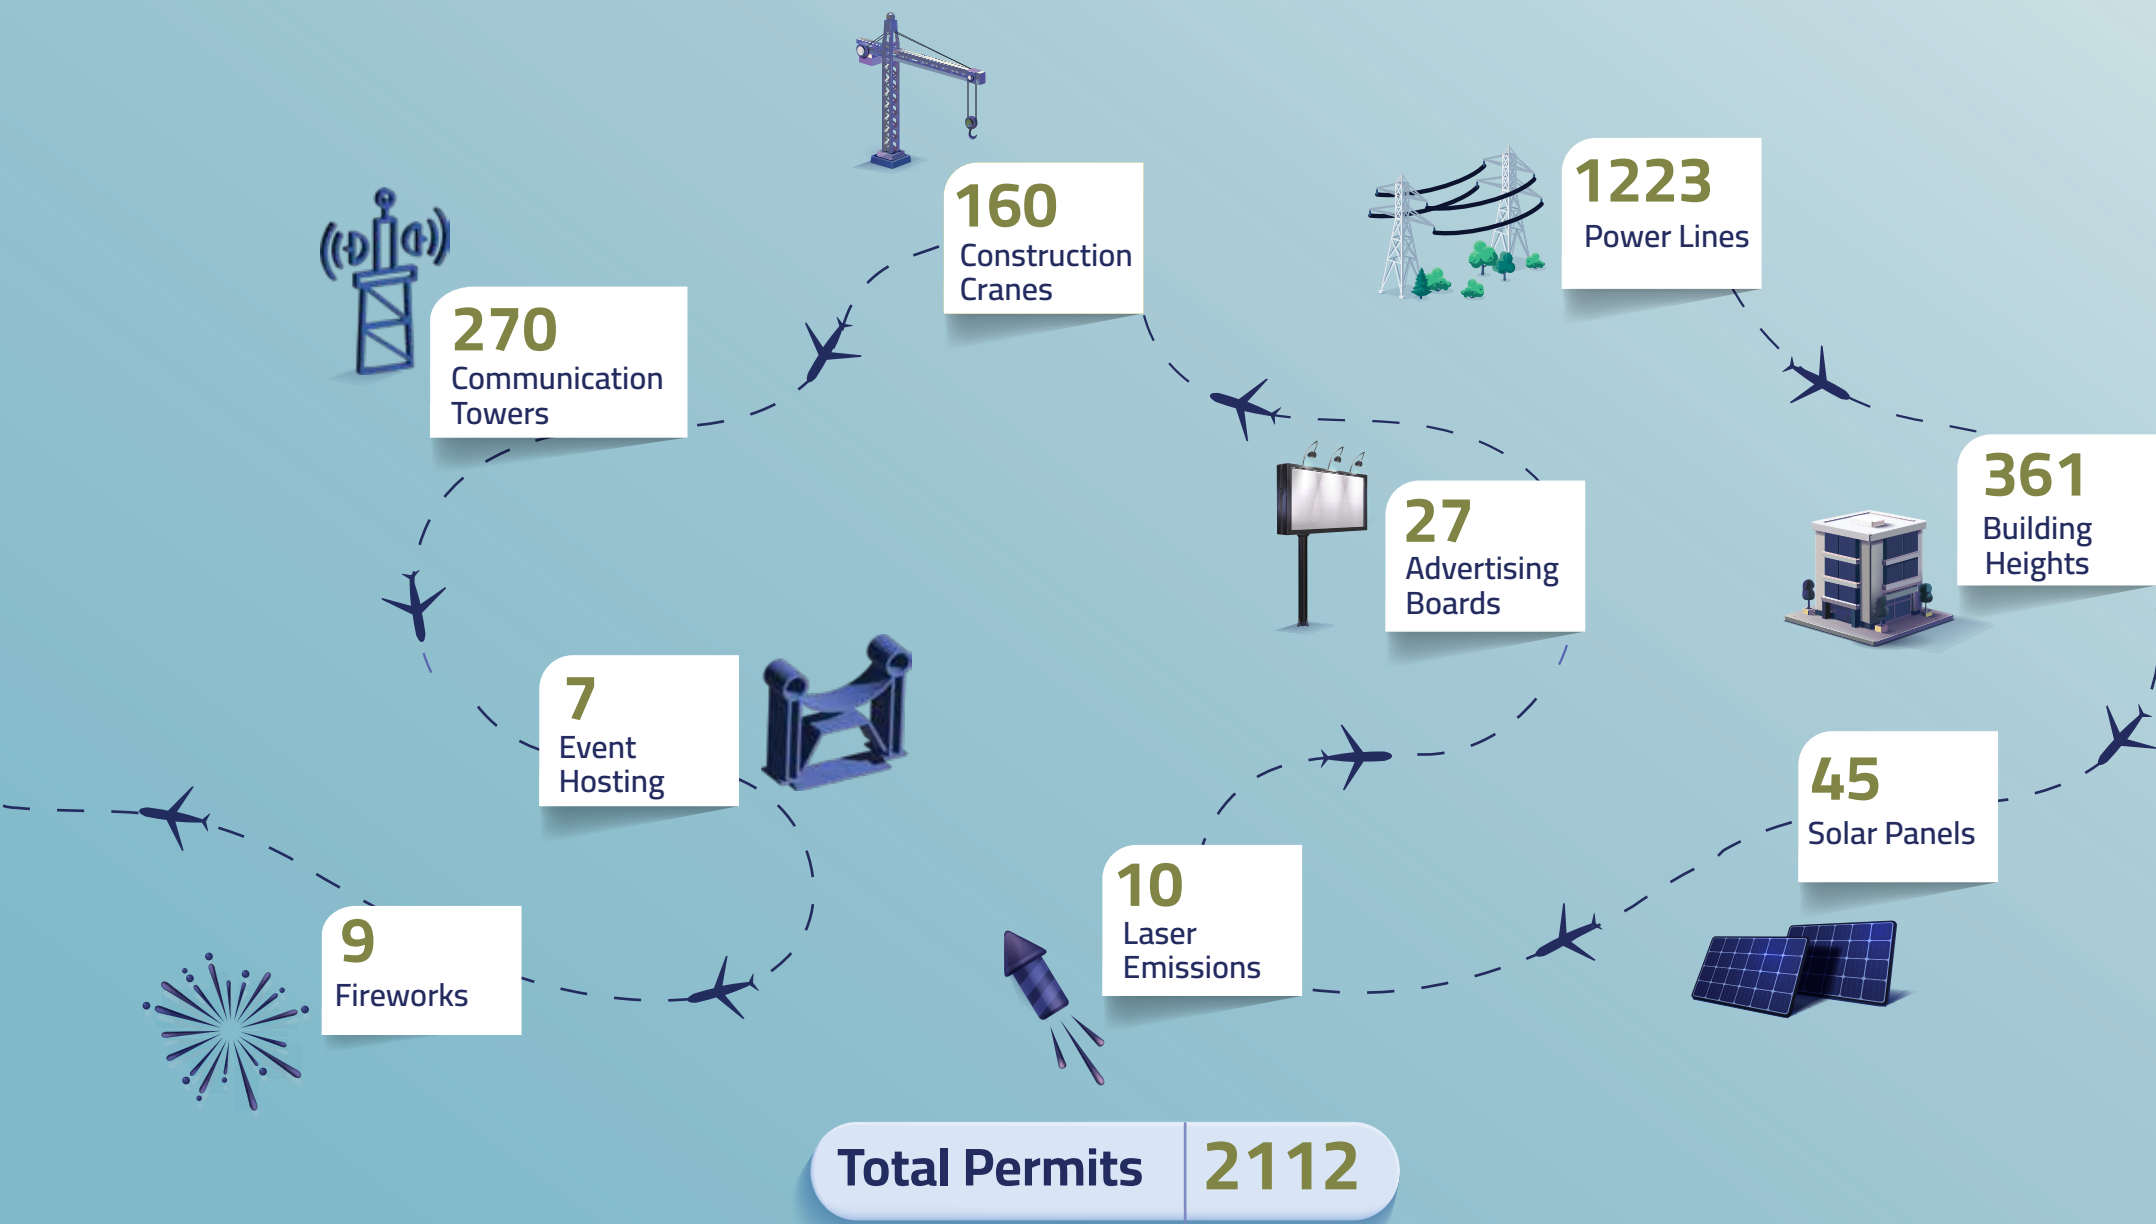 160
Construction
Cranes
1223
Power Lines
270
Communication
Towers
361
Building
Heights
27
Advertising
Boards
7
Event
Hosting
45
Solar Panels
10
Laser
Emissions
9
Fireworks
Total Permits
2112